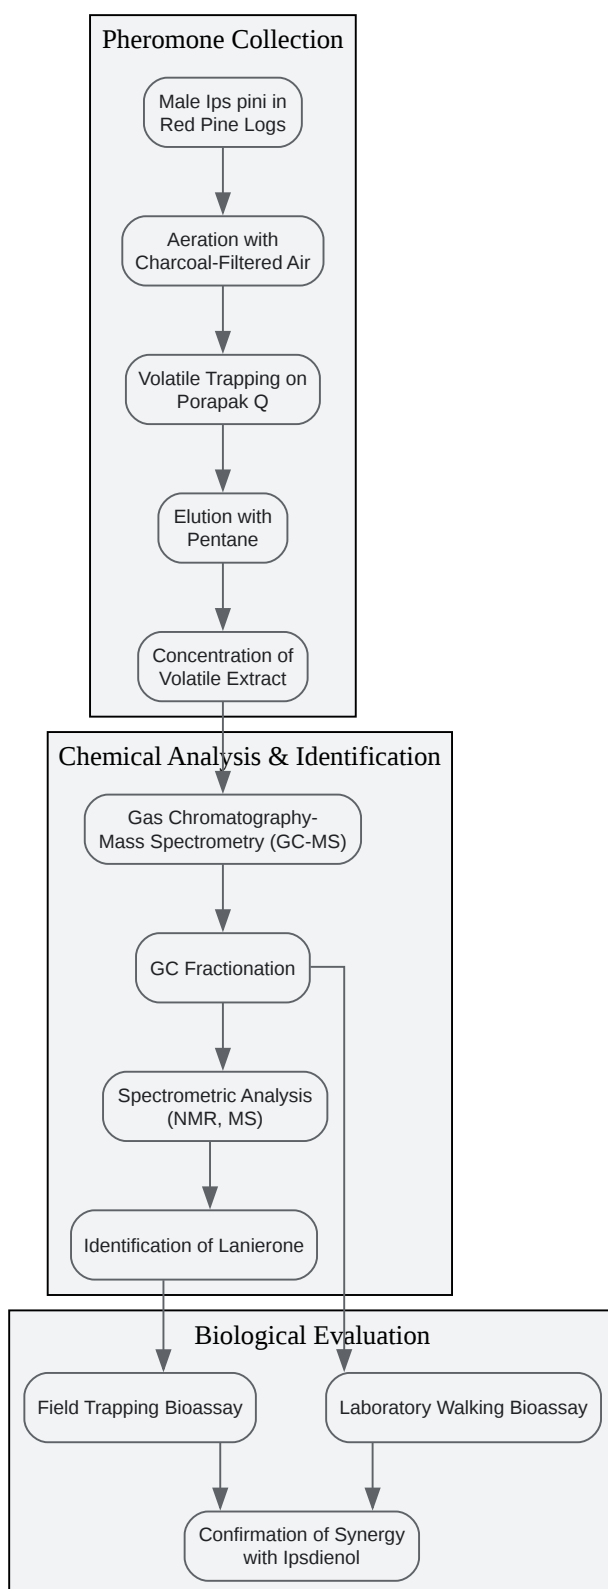 Pheromone Collection
Male Ips pini in
Red Pine Logs
Aeration with
Charcoal-Filtered Air
Volatile Trapping on
Porapak Q
Elution with
Pentane
Concentration of
Volatile Extract
Chemical Analysis & Identification
Gas Chromatography-
Mass Spectrometry (GC-MS)
GC Fractionation
Spectrometric Analysis
(NMR, MS)
Identification of Lanierone
Biological Evaluation
Field Trapping Bioassay
Laboratory Walking Bioassay
Confirmation of Synergy
with Ipsdienol